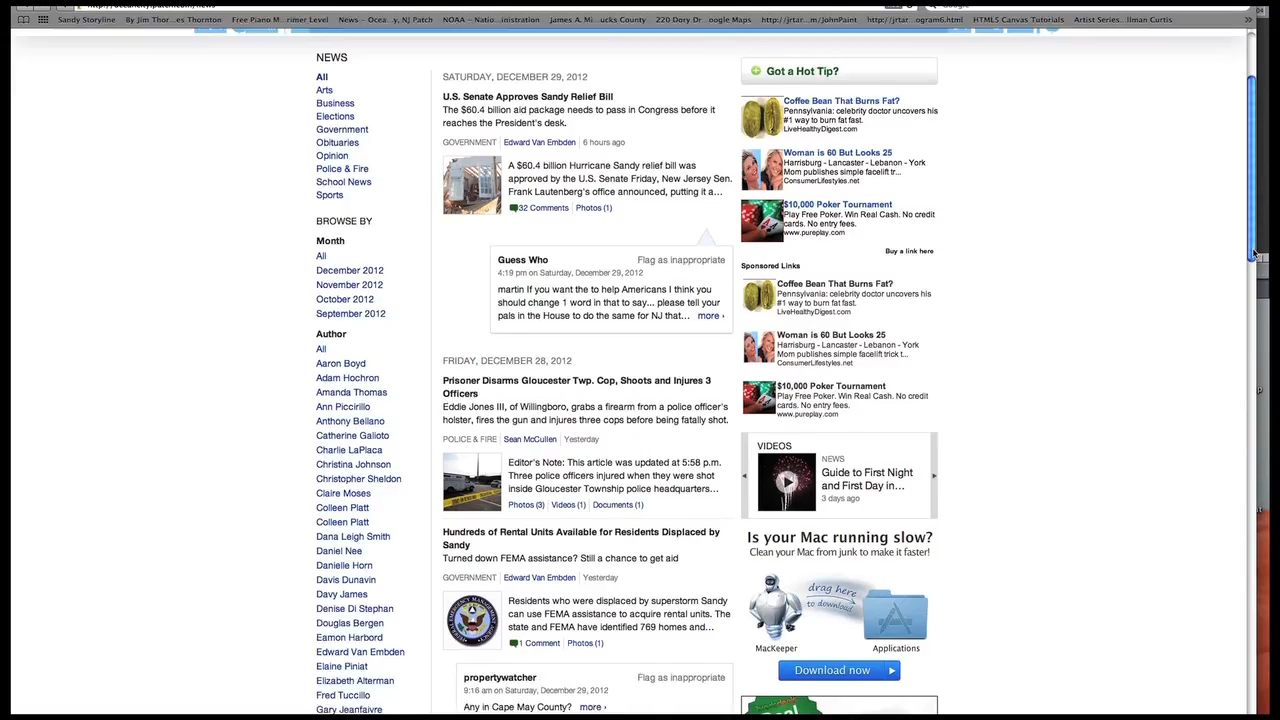 Sandy Storyline
By Jim Thor...es Thornton
Free Piano M...rimer Level
News – Ocea...y, NJ Patch
NOAA – Natio...inistration
James A. Mi...ucks County
220 Dory Dr...oogle Maps
http://jrtar...m/JohnPaint
http://jrtar...ogram6.html
HTML5 Canvas Tutorials
Artist Series...llman Curtis
NEWS
All
Arts
Business
Elections
Government
Obituaries
Opinion
Police & Fire
School News
Sports
BROWSE BY
Month
All
December 2012
November 2012
October 2012
September 2012
Author
All
Aaron Boyd
Adam Hochron
Amanda Thomas
Ann Piccirillo
Anthony Bellano
Catherine Galioto
Charlie LaPlaca
Christina Johnson
Christopher Sheldon
Claire Moses
Colleen Platt
Colleen Platt
Dana Leigh Smith
Daniel Nee
Danielle Horn
Davis Dunavin
Davy James
Denise Di Stephan
Douglas Bergen
Eamon Harbord
Edward Van Embden
Elaine Piniat
Elizabeth Alterman
Fred Tuccillo
Gary Jeanfaivre
SATURDAY, DECEMBER 29, 2012
U.S. Senate Approves Sandy Relief Bill
The $60.4 billion aid package needs to pass in Congress before it
reaches the President's desk.
GOVERNMENT | Edward Van Embden | 6 hours ago
A $60.4 billion Hurricane Sandy relief bill was
approved by the U.S. Senate Friday, New Jersey Sen.
Frank Lautenberg's office announced, putting it a…
32 Comments Photos (1)
Guess Who Flag as inappropriate
4:19 pm on Saturday, December 29, 2012
martin If you want the to help Americans I think you
should change 1 word in that to say... please tell your
pals in the House to do the same for NJ that… more ›
FRIDAY, DECEMBER 28, 2012
Prisoner Disarms Gloucester Twp. Cop, Shoots and Injures 3
Officers
Eddie Jones III, of Willingboro, grabs a firearm from a police officer's
holster, fires the gun and injures three cops before being fatally shot.
POLICE & FIRE | Sean McCullen | Yesterday
Editor's Note: This article was updated at 5:58 p.m.
Three police officers injured when they were shot
inside Gloucester Township police headquarters…
Photos (3) Videos (1) Documents (1)
Hundreds of Rental Units Available for Residents Displaced by
Sandy
Turned down FEMA assistance? Still a chance to get aid
GOVERNMENT | Edward Van Embden | Yesterday
Residents who were displaced by superstorm Sandy
can use FEMA assistance to acquire rental units. The
state and FEMA have identified 769 homes and…
1 Comment Photos (1)
propertywatcher Flag as inappropriate
9:16 am on Saturday, December 29, 2012
Any in Cape May County? more ›
Got a Hot Tip?
Coffee Bean That Burns Fat?
Pennsylvania: celebrity doctor uncovers his
#1 way to burn fat fast.
LiveHealthyDigest.com
Woman is 60 But Looks 25
Harrisburg - Lancaster - Lebanon - York
Mom publishes simple facelift tr...
ConsumerLifestyles.net
$10,000 Poker Tournament
Play Free Poker. Win Real Cash. No credit
cards. No entry fees.
www.pureplay.com
Buy a link here
Sponsored Links
Coffee Bean That Burns Fat?
Pennsylvania: celebrity doctor uncovers
his #1 way to burn fat fast.
LiveHealthyDigest.com
Woman is 60 But Looks 25
Harrisburg - Lancaster - Lebanon - York
Mom publishes simple facelift trick t...
ConsumerLifestyles.net
$10,000 Poker Tournament
Play Free Poker. Win Real Cash. No credit
cards. No entry fees.
www.pureplay.com
VIDEOS
NEWS
Guide to First Night
and First Day in…
3 days ago
Is your Mac running slow?
Clean your Mac from junk to make it faster!
drag here
to download
MacKeeper
Applications
Download now